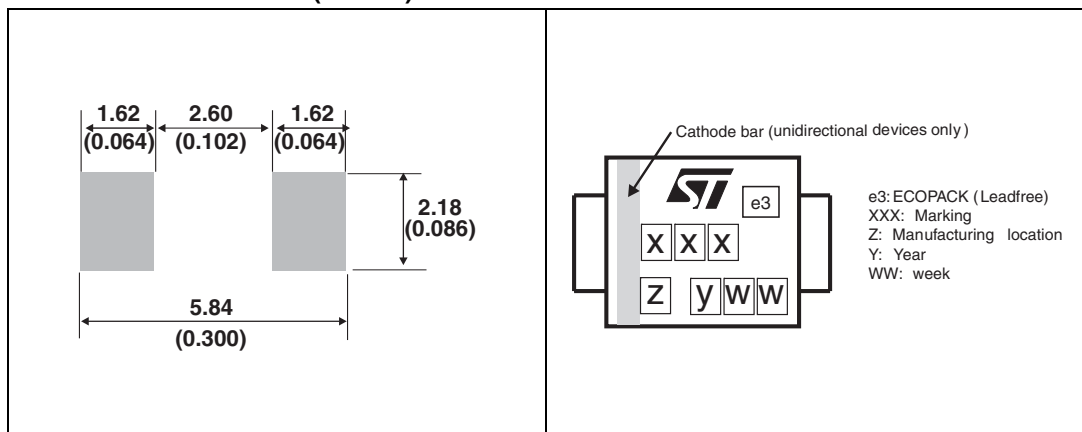 1.62
2.60
1.62
(0.064)
(0.102)
(0.064)
2.18
(0.086)
5.84
(0.300)
Cathode bar (unidirectional devices only)
ST
e3
x x x
z y w w
e3: ECOPACK (Leadfree)
XXX: Marking
Z: Manufacturing location
Y: Year
WW: week